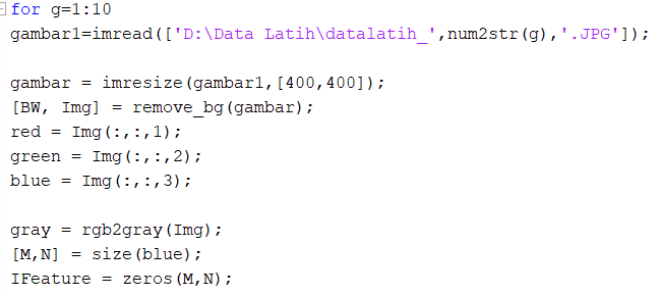 for g=1:10
gambar1=imread(['D:\Data Latih\datalatih_',num2str(g),'.JPG']);
gambar = imresize(gambar1,[400,400]);
[BW, Img] = remove_bg(gambar);
red = Img(:,:,1);
green = Img(:,:,2);
blue = Img(:,:,3);
gray = rgb2gray(Img);
[M,N] = size(blue);
IFeature = zeros(M,N);